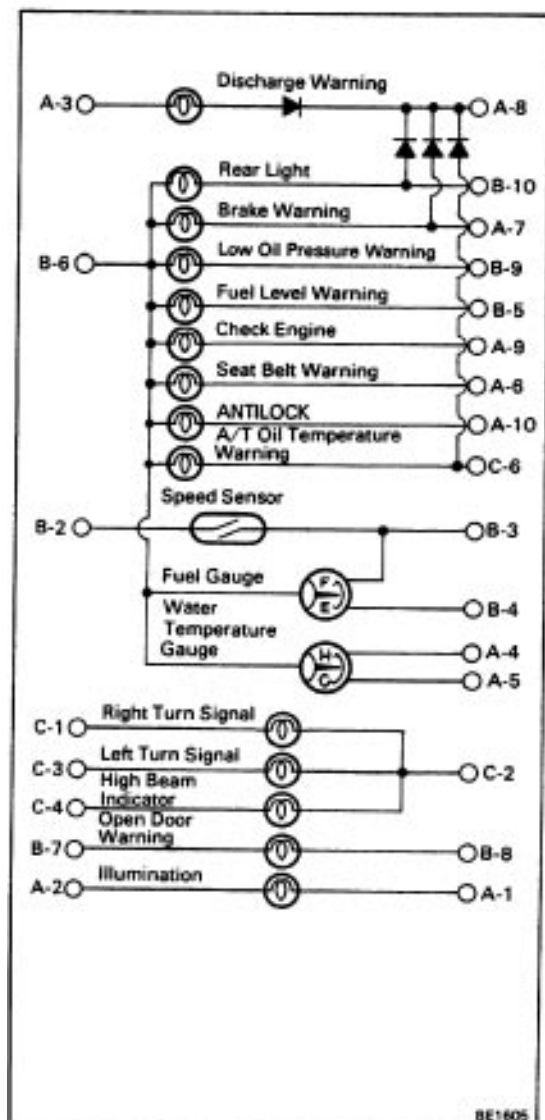 Discharge Warning
A-3 A-8
Rear Light
B-10
Brake Warning
A-7
Low Oil Pressure Warning
B-6 B-9
Fuel Level Warning
B-5
Check Engine
A-9
Seat Belt Warning
A-6
ANTILOCK
A-10
A/T Oil Temperature
Warning
C-6
Speed Sensor
B-2 B-3
Fuel Gauge
F
E
B-4
Water
Temperature
Gauge
H
C
A-4
A-5
Right Turn Signal
C-1
Left Turn Signal
C-3 C-2
High Beam
Indicator
C-4
Open Door
Warning
B-7 B-8
Illumination
A-2 A-1
BE1605